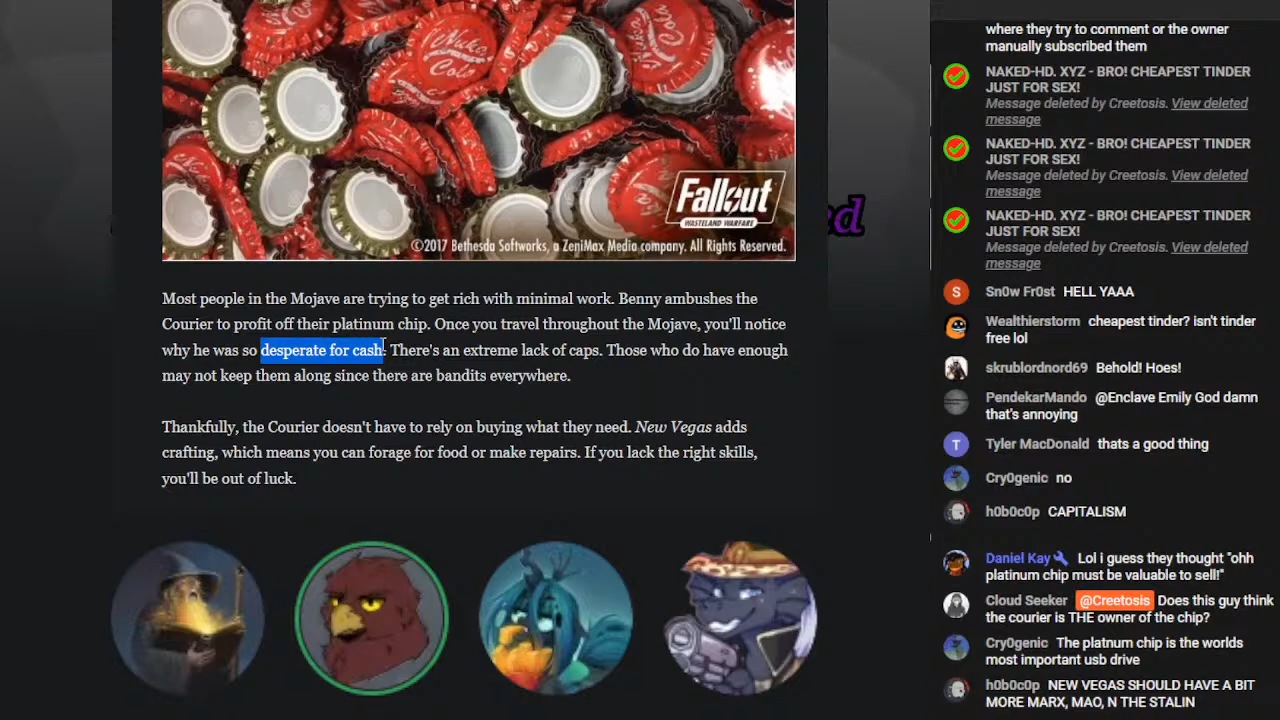 Nuka Cola
Fallout
WASTELAND WARFARE
©2017 Bethesda Softworks, a ZeniMax Media company. All Rights Reserved.
ed
Most people in the Mojave are trying to get rich with minimal work. Benny ambushes the
Courier to profit off their platinum chip. Once you travel throughout the Mojave, you'll notice
why he was so desperate for cash. There's an extreme lack of caps. Those who do have enough
may not keep them along since there are bandits everywhere.
Thankfully, the Courier doesn't have to rely on buying what they need. New Vegas adds
crafting, which means you can forage for food or make repairs. If you lack the right skills,
you'll be out of luck.
where they try to comment or the owner
manually subscribed them
NAKED-HD. XYZ - BRO! CHEAPEST TINDER
JUST FOR SEX!
Message deleted by Creetosis. View deleted
message
NAKED-HD. XYZ - BRO! CHEAPEST TINDER
JUST FOR SEX!
Message deleted by Creetosis. View deleted
message
NAKED-HD. XYZ - BRO! CHEAPEST TINDER
JUST FOR SEX!
Message deleted by Creetosis. View deleted
message
S
Sn0w Fr0st HELL YAAA
Wealthierstorm cheapest tinder? isn't tinder
free lol
skrublordnord69 Behold! Hoes!
PendekarMando @Enclave Emily God damn
that's annoying
T
Tyler MacDonald thats a good thing
Cry0genic no
h0b0c0p CAPITALISM
Daniel Kay Lol i guess they thought "ohh
platinum chip must be valuable to sell!"
Cloud Seeker @Creetosis Does this guy think
the courier is THE owner of the chip?
Cry0genic The platnum chip is the worlds
most important usb drive
h0b0c0p NEW VEGAS SHOULD HAVE A BIT
MORE MARX, MAO, N THE STALIN